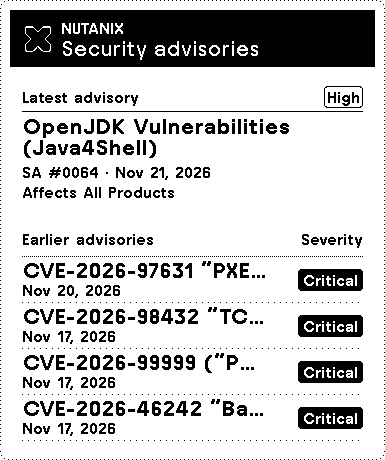 NUTANIX
Security advisories
Latest advisory High
OpenJDK Vulnerabilities
(Java4Shell)
SA #0064 · Nov 21, 2026
Affects All Products
Earlier advisories Severity
CVE-2026-97631 "PXE...
Nov 20, 2026
Critical
CVE-2026-98432 "TC...
Nov 17, 2026
Critical
CVE-2026-99999 ("P...
Nov 17, 2026
Critical
CVE-2026-46242 "Ba...
Nov 17, 2026
Critical